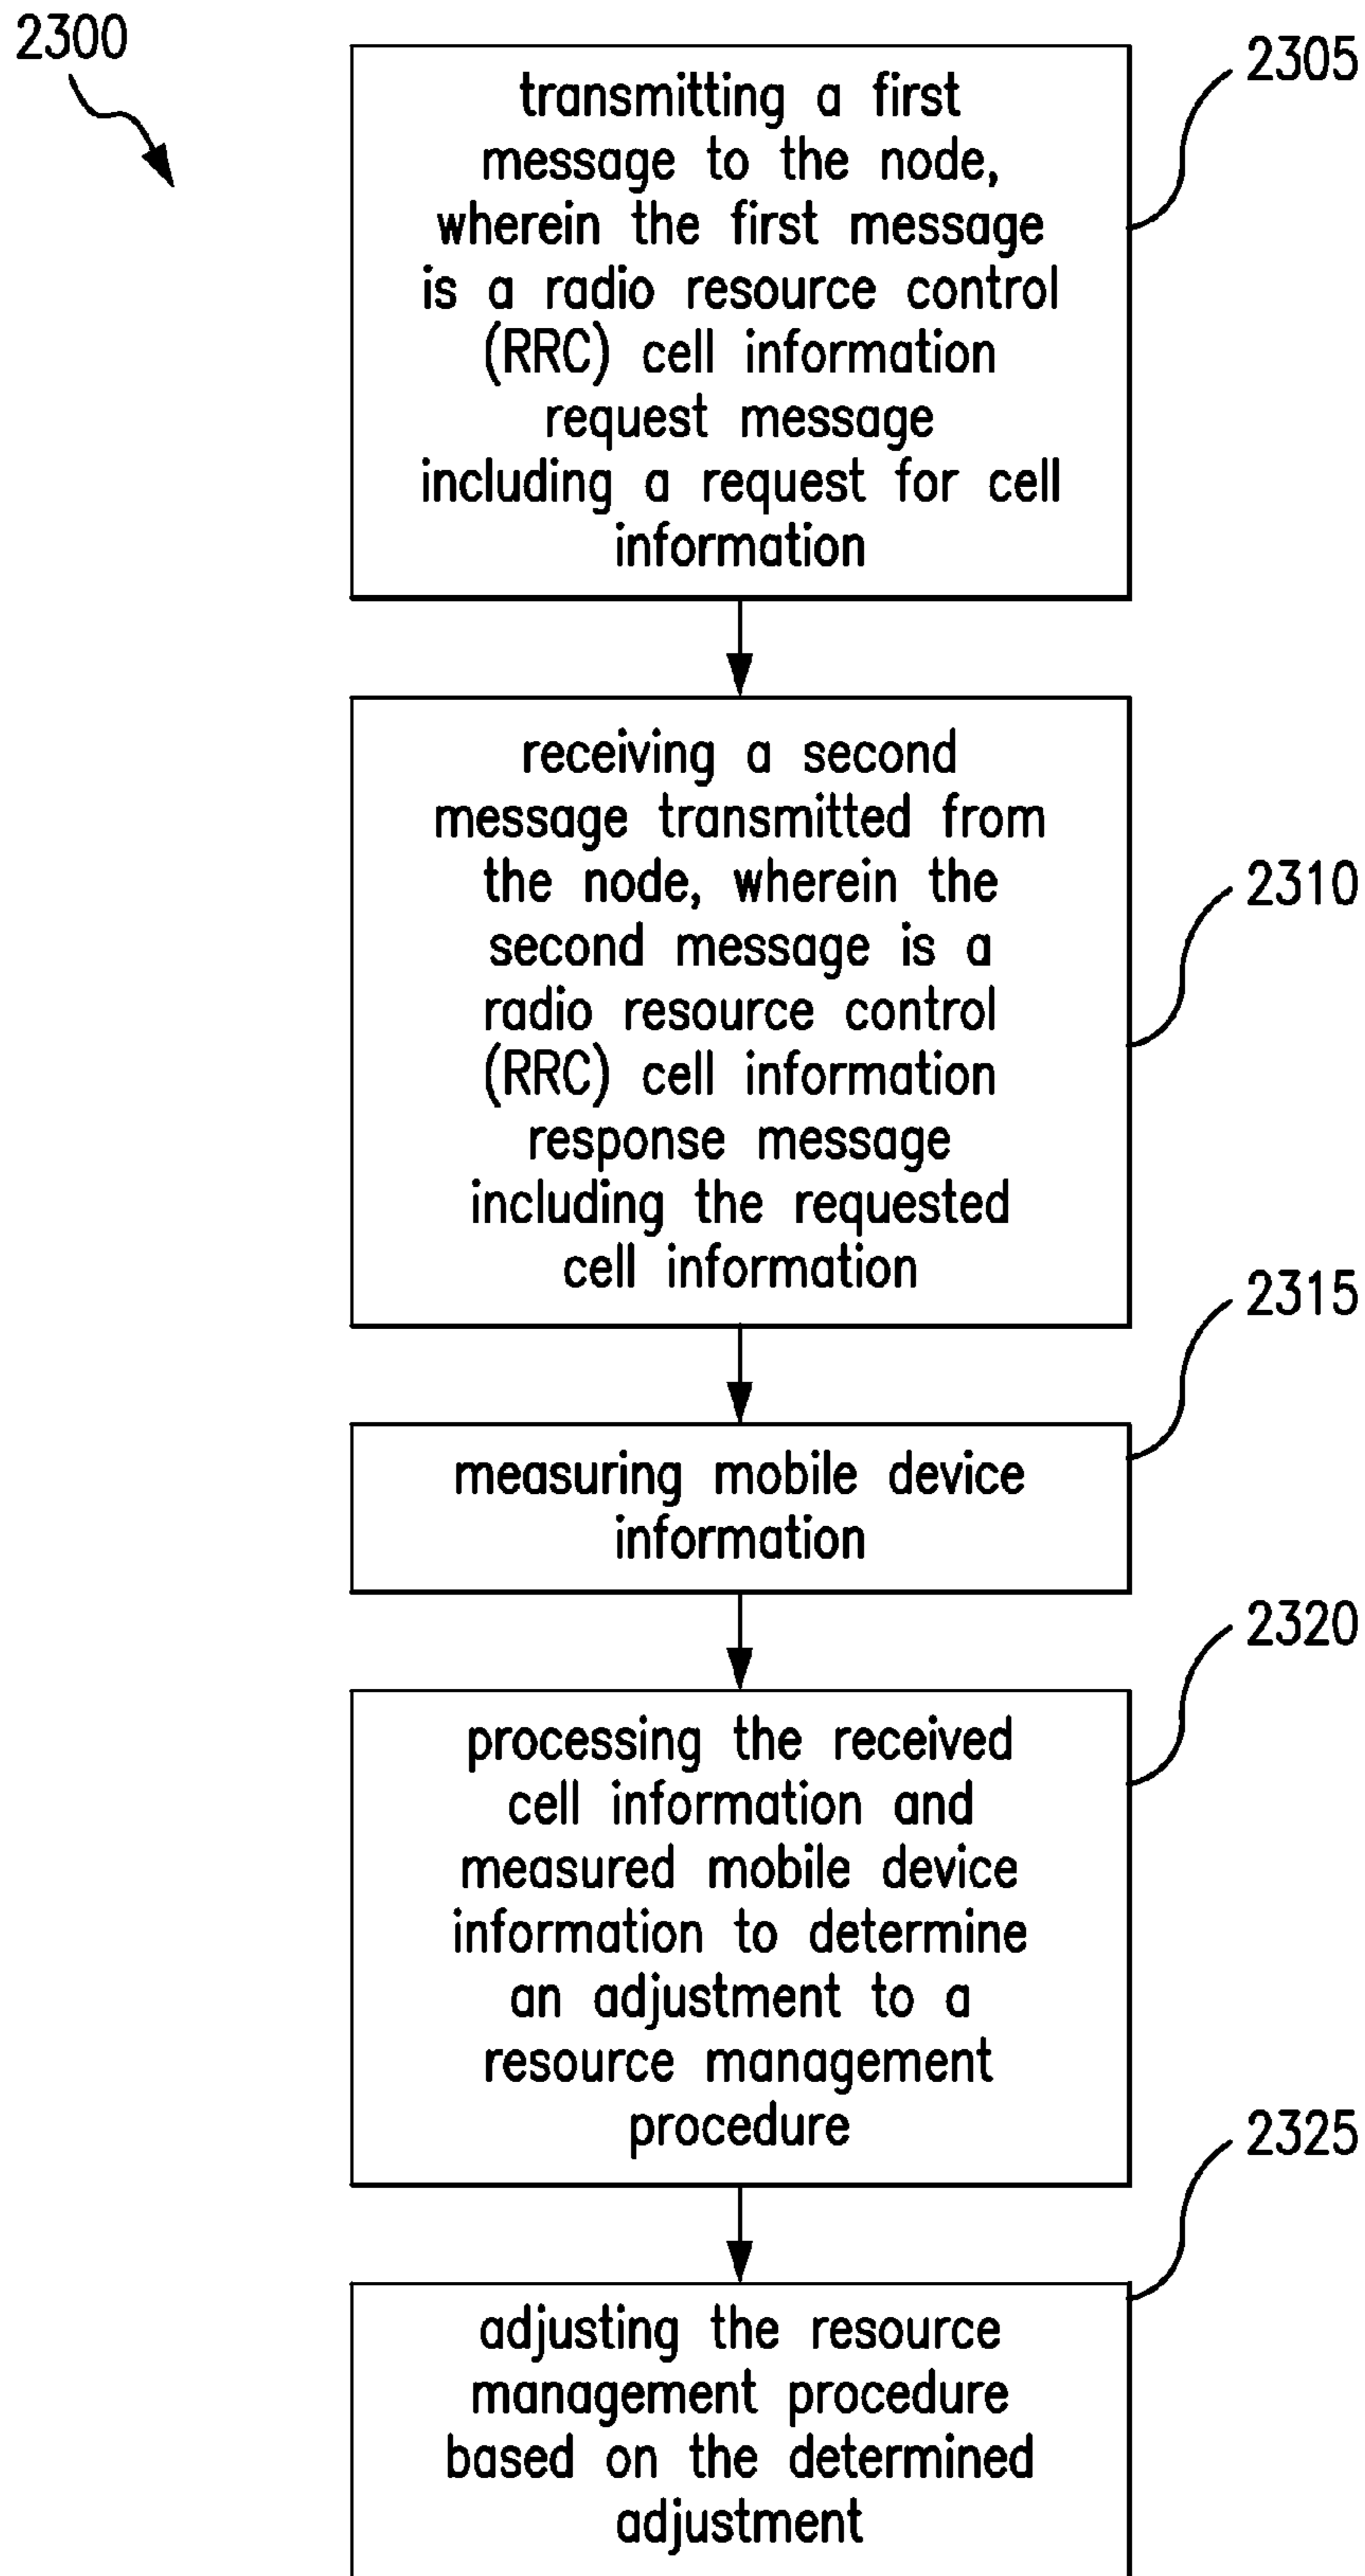 2300
2305
transmitting a first
message to the node,
wherein the first message
is a radio resource control
(RRC) cell information
request message
including a request for cell
information
2310
receiving a second
message transmitted from
the node, wherein the
second message is a
radio resource control
(RRC) cell information
response message
including the requested
cell information
2315
measuring mobile device
information
2320
processing the received
cell information and
measured mobile device
information to determine
an adjustment to a
resource management
procedure
2325
adjusting the resource
management procedure
based on the determined
adjustment